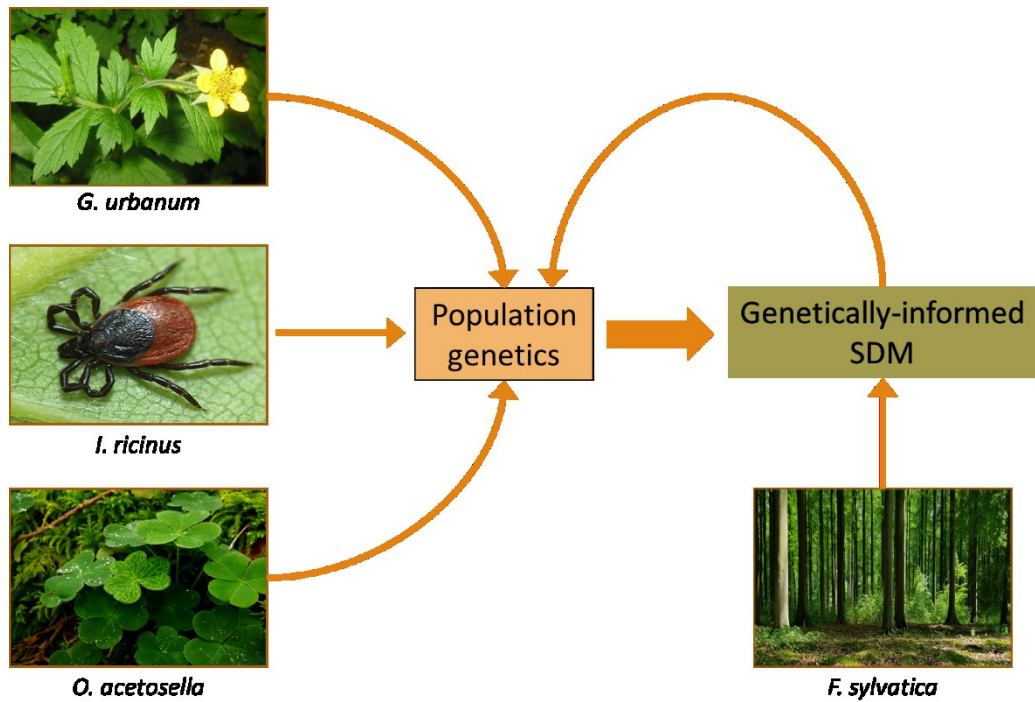 G. urbanum
I. ricinus
O. acetosella
Population
genetics
Genetically-informed
SDM
F. sylvatica